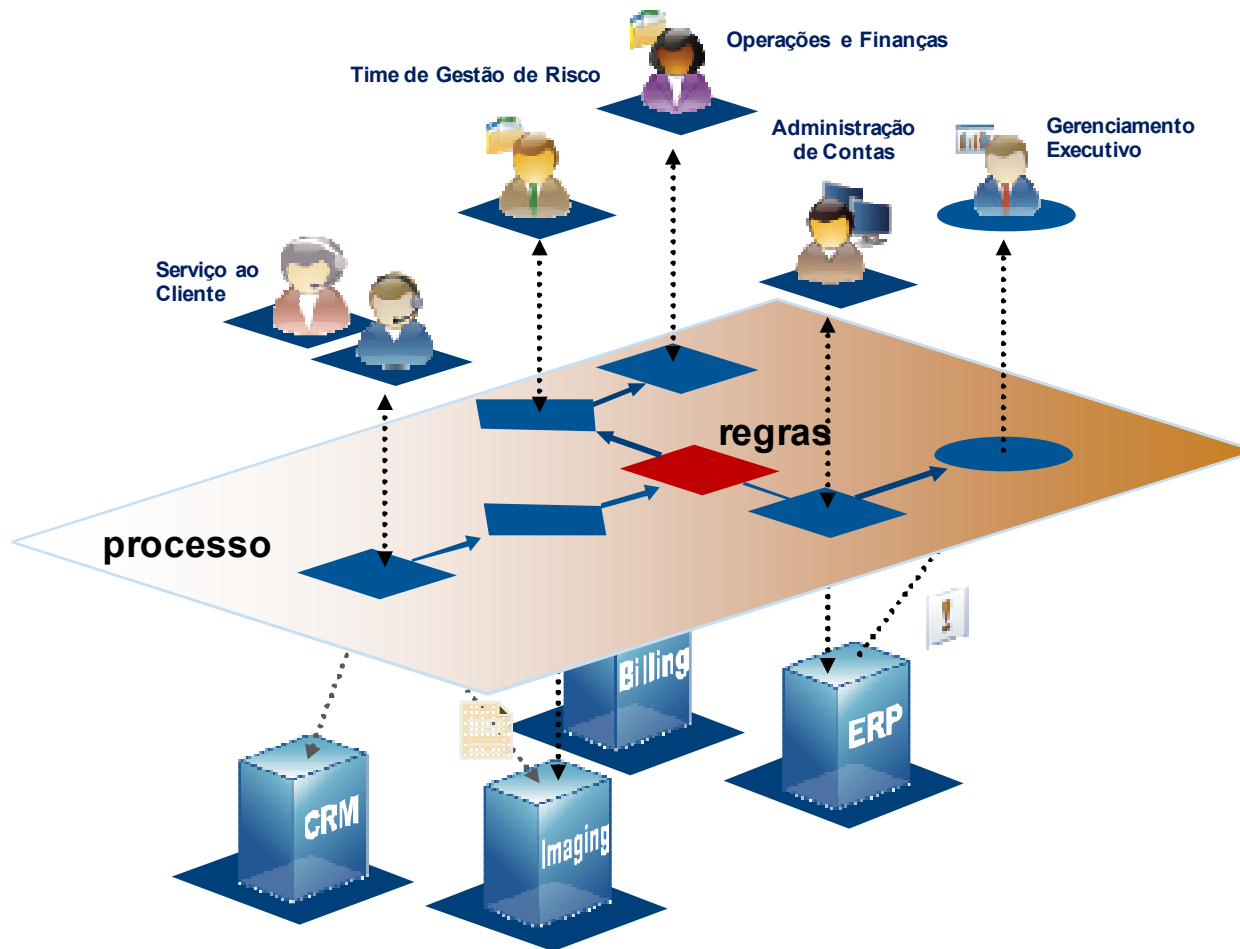 Operações e Finanças
Time de Gestão de Risco
Administração
de Contas
Gerenciamento
Executivo
Serviço ao
Cliente
regras
processo
Billing
ERP
CRM
Imaging